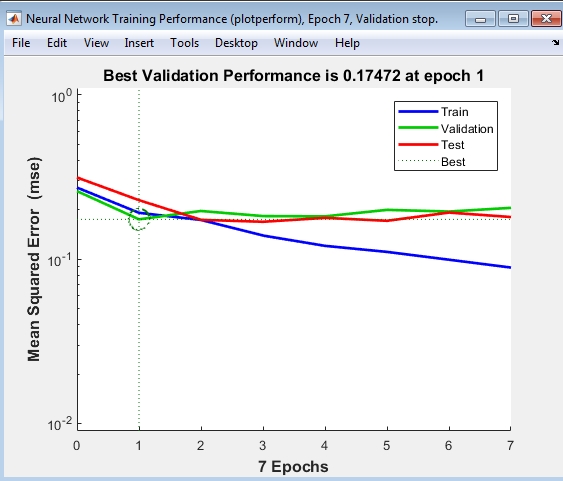 Neural Network Training Performance (plotperform), Epoch 7, Validation stop.
File Edit View Insert Tools Desktop Window Help
Best Validation Performance is 0.17472 at epoch 1
Mean Squared Error (mse)
10^0
10^-1
10^-2
Train
Validation
Test
Best
0 1 2 3 4 5 6 7
7 Epochs